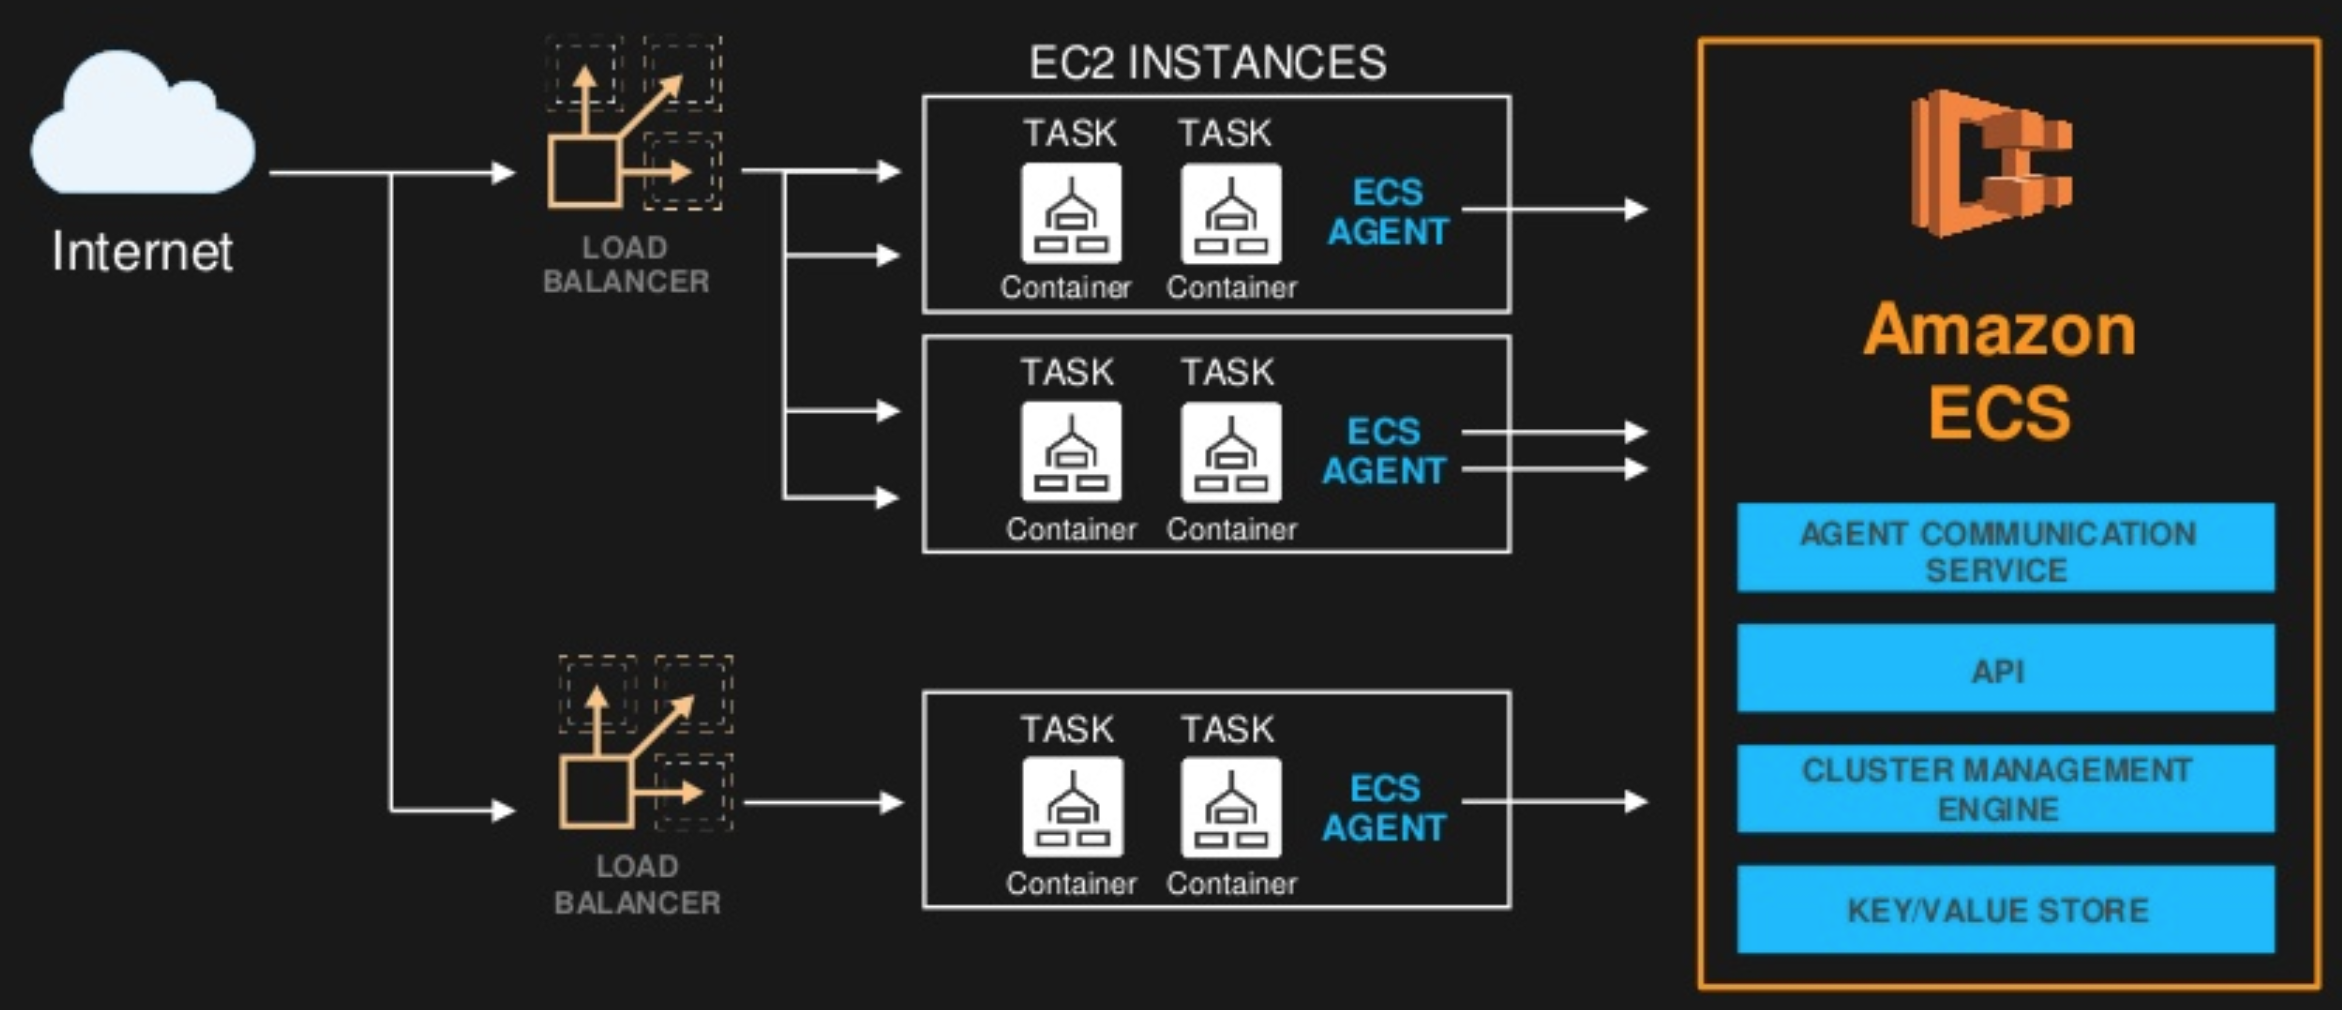 Internet
LOAD
BALANCER
EC2 INSTANCES
TASK TASK
ECS
AGENT
Container Container
TASK TASK
ECS
AGENT
Container Container
LOAD
BALANCER
TASK TASK
ECS
AGENT
Container Container
Amazon
ECS
AGENT COMMUNICATION
SERVICE
API
CLUSTER MANAGEMENT
ENGINE
KEY/VALUE STORE